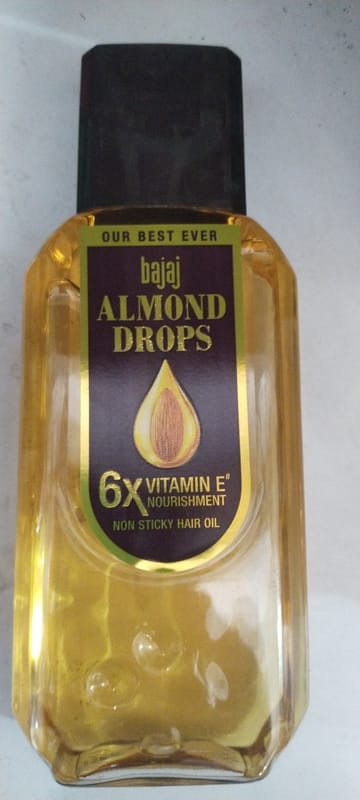 OUR BEST EVER
bajaj
ALMOND
DROPS
6X VITAMIN E#
NOURISHMENT
NON STICKY HAIR OIL